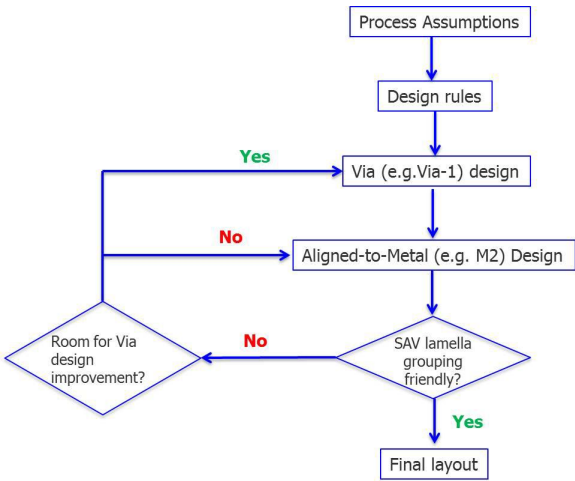 Process Assumptions
Design rules
Yes
Via (e.g.Via-1) design
No
Aligned-to-Metal (e.g. M2) Design
Room for Via
design
improvement?
No
SAV lamella
grouping
friendly?
Yes
Final layout